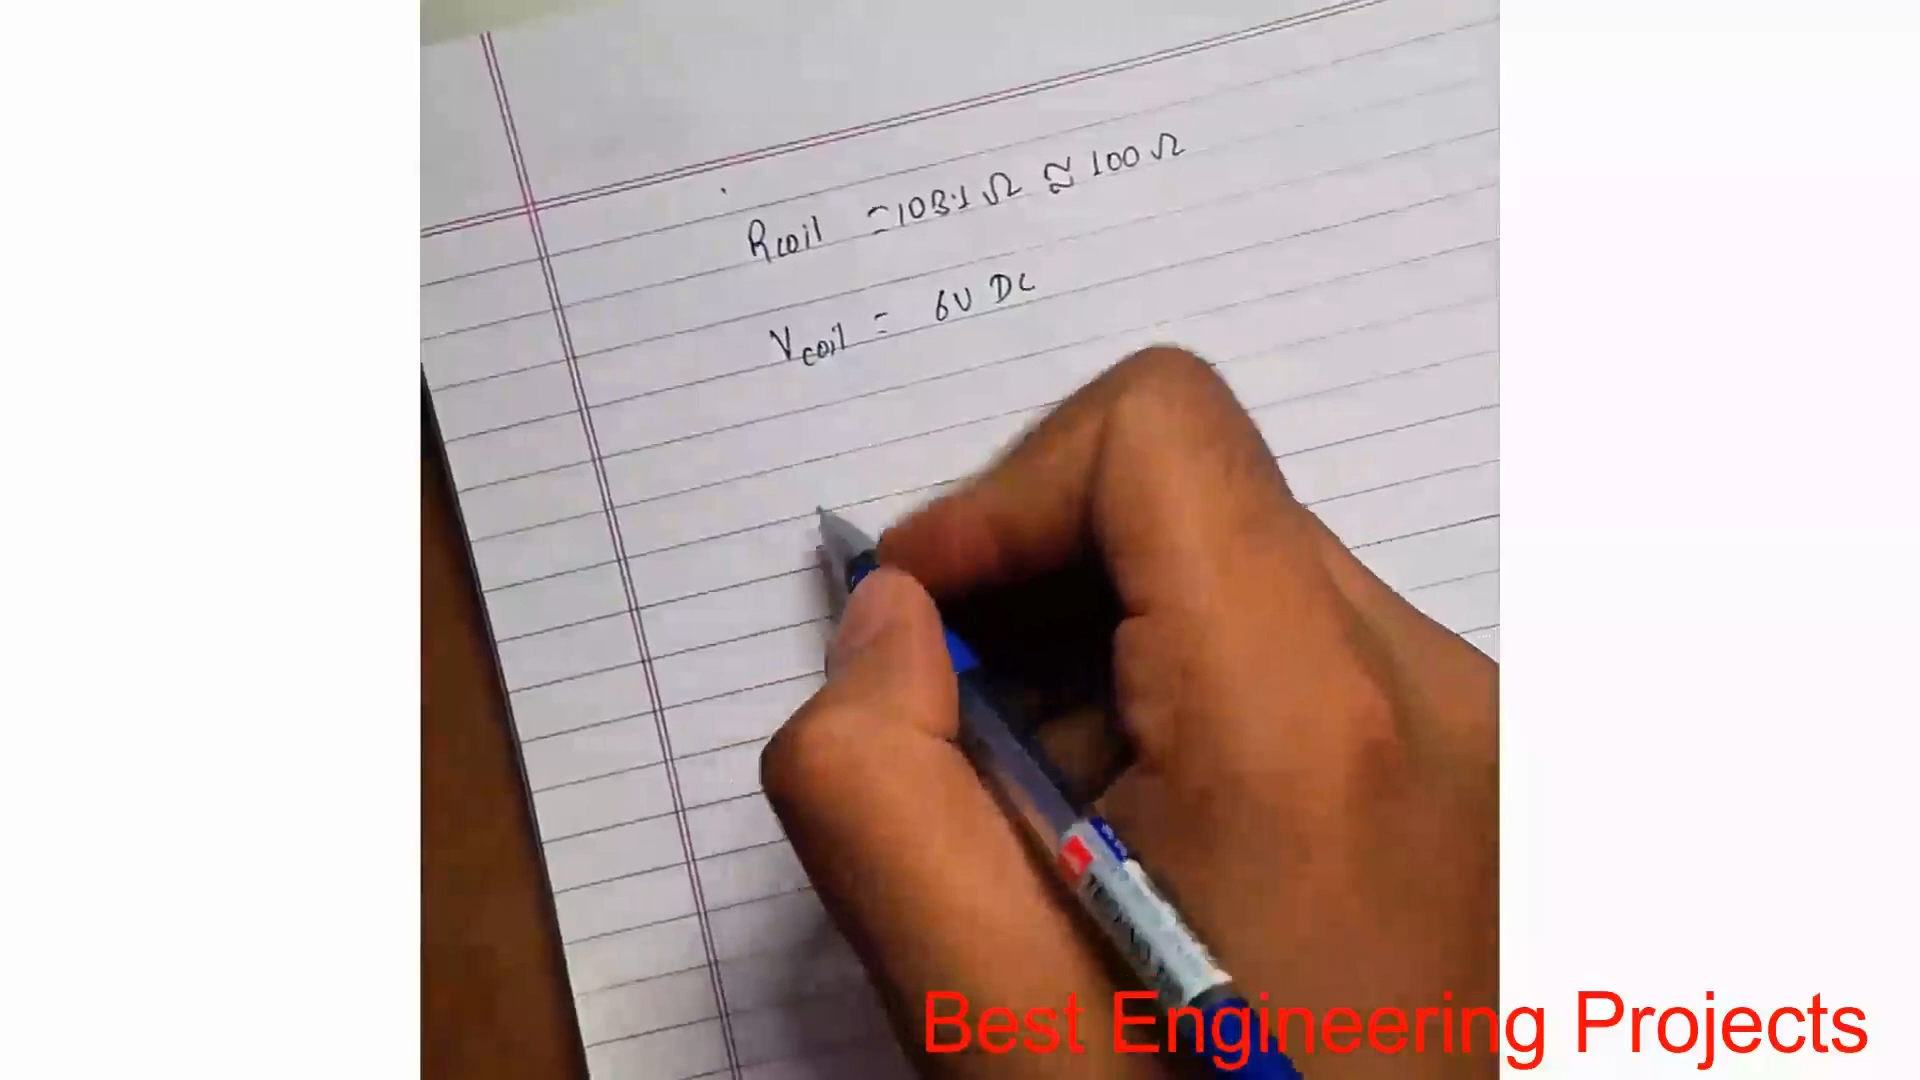 Rcoil = 103.1 Ω ≈ 100 Ω
Vcoil = 6V DC
Best Engineering Projects